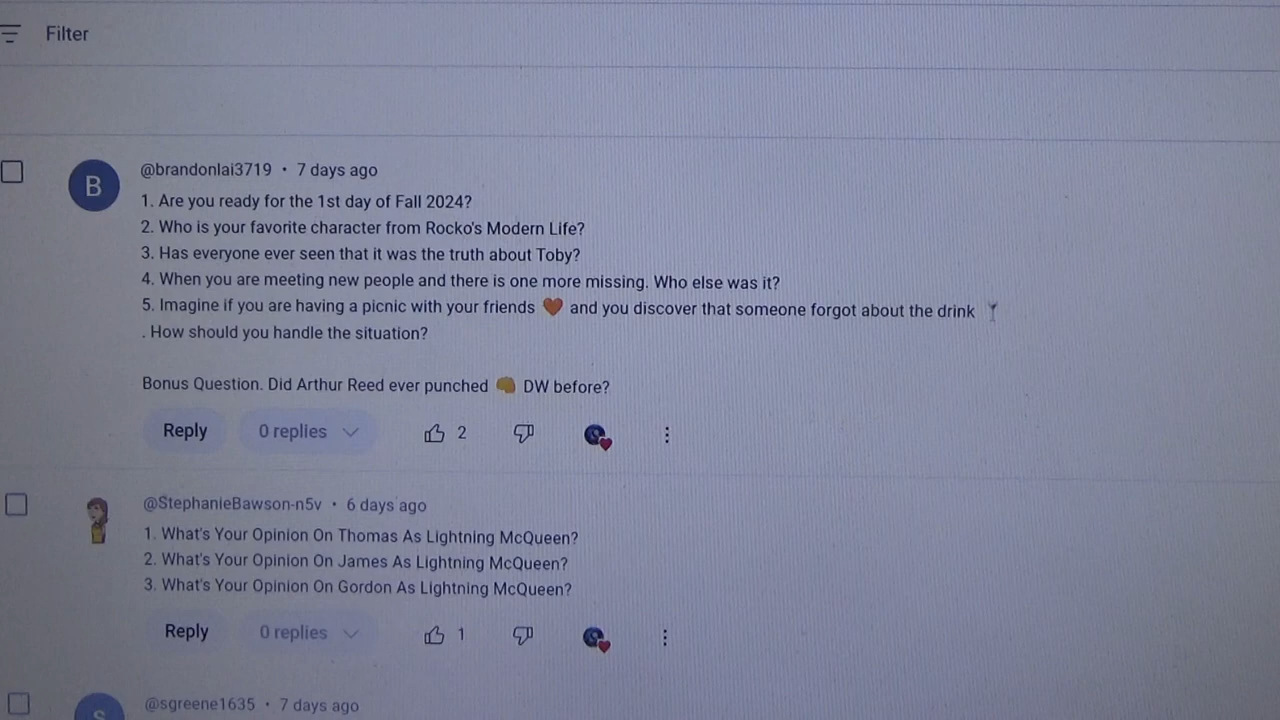 Filter
B
@brandonlai3719 • 7 days ago
1. Are you ready for the 1st day of Fall 2024?
2. Who is your favorite character from Rocko's Modern Life?
3. Has everyone ever seen that it was the truth about Toby?
4. When you are meeting new people and there is one more missing. Who else was it?
5. Imagine if you are having a picnic with your friends 🧡 and you discover that someone forgot about the drink 🍸
. How should you handle the situation?
Bonus Question. Did Arthur Reed ever punched 👊 DW before?
Reply 0 replies 2
@StephanieBawson-n5v • 6 days ago
1. What's Your Opinion On Thomas As Lightning McQueen?
2. What's Your Opinion On James As Lightning McQueen?
3. What's Your Opinion On Gordon As Lightning McQueen?
Reply 0 replies 1
S
@sgreene1635 • 7 days ago